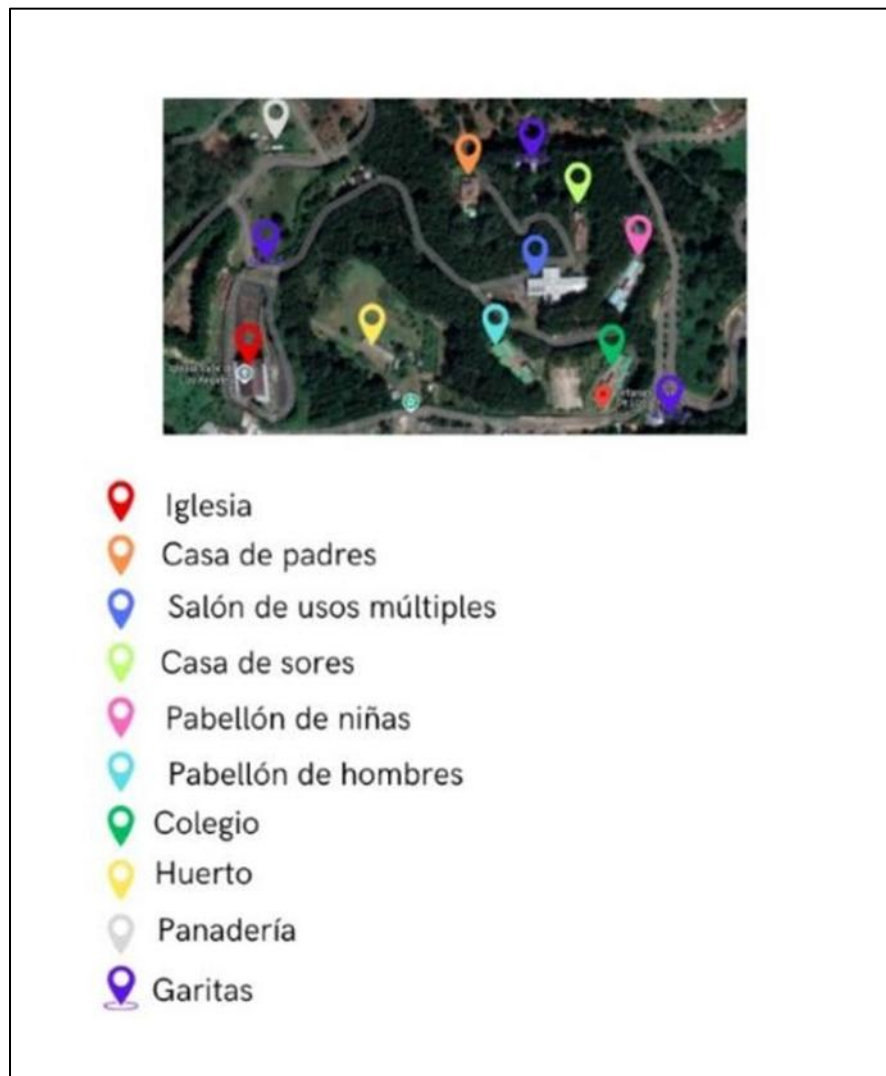 Iglesia
Casa de padres
Salón de usos múltiples
Casa de sores
Pabellón de niñas
Pabellón de hombres
Colegio
Huerto
Panadería
Garitas